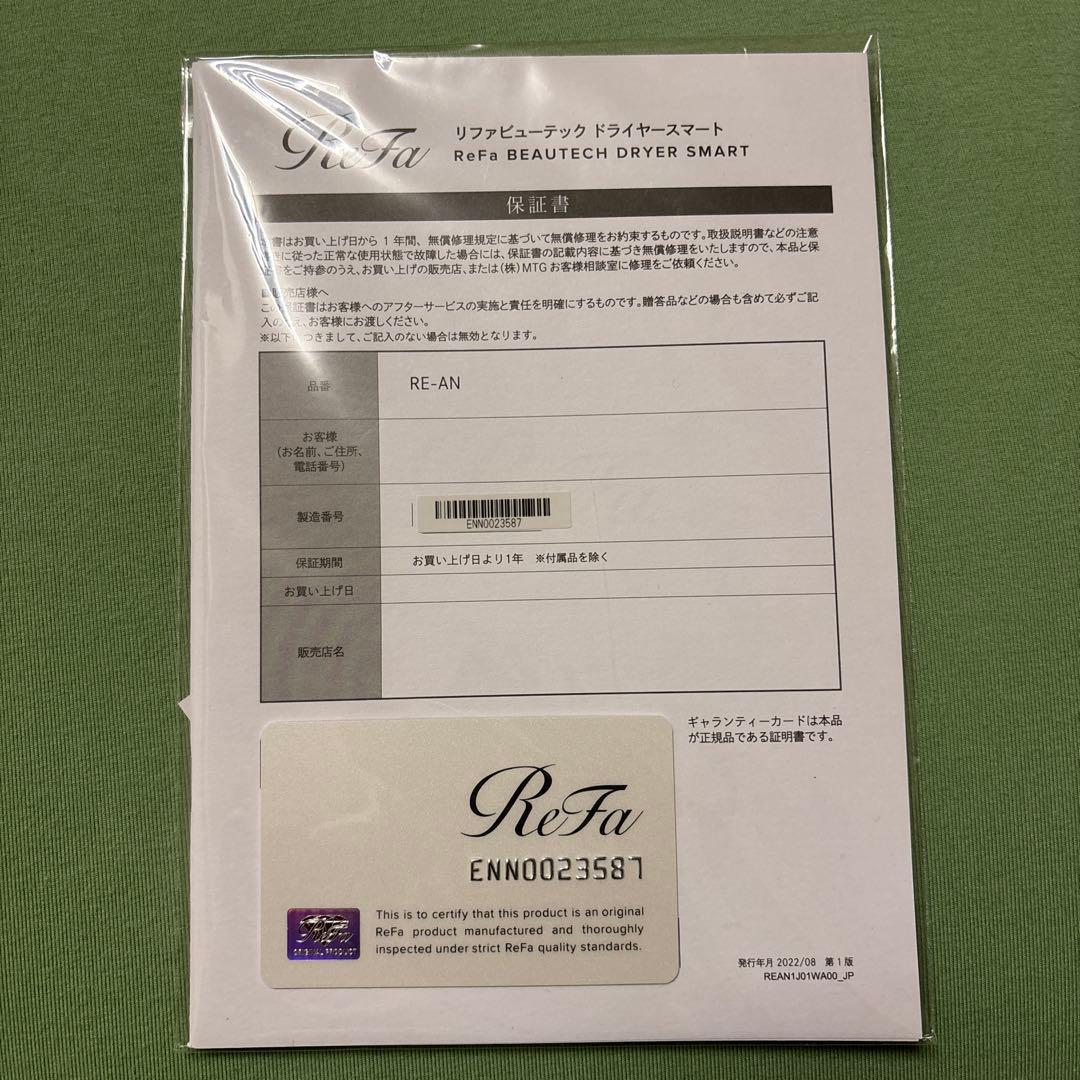 ReFa
リファビューテック ドライヤースマート
ReFa BEAUTECH DRYER SMART
保証書
書はお買い上げ日から 1 年間、無償修理規定に基づいて無償修理をお約束するものです。取扱説明書などの注意
に従った正常な使用状態で故障した場合には、保証書の記載内容に基づき無償修理をいたしますので、本品と保
をご持参のうえ、お買い上げの販売店、または(株)MTG お客様相談室に修理をご依頼ください。
売店様へ
この保証書はお客様へのアフターサービスの実施と責任を明確にするものです。贈答品などの場合も含めて必ずご記
入のうえ、お客様にお渡しください。
※以下につきまして、ご記入のない場合は無効となります。
品番
RE-AN
お客様
(お名前、ご住所、
電話番号)
製造番号
ENN0023587
保証期間
お買い上げ日より1年 ※付属品を除く
お買い上げ日
販売店名
ギャランティーカードは本品
が正規品である証明書です。
ReFa
ENN0023587
This is to certify that this product is an original
ReFa product manufactured and thoroughly
inspected under strict ReFa quality standards.
ReFa
ORIGINAL PRODUCT
発行年月 2022/08 第1版
REAN1J01WA00_JP